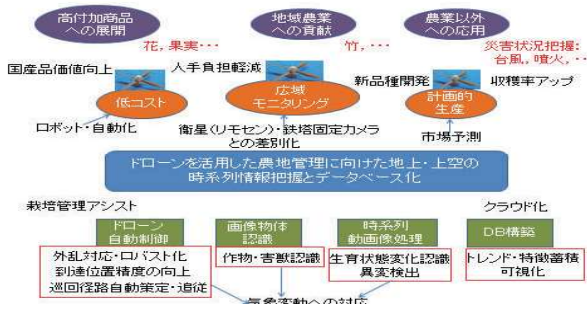 高付加商品
への展開
地域農業
への貢献
農業以外
への応用
花, 果実・・・
竹, ・・・
災害状況把握:
台風, 噴火, ・・
国産品価値向上
人手負担軽減
新品種開発
収穫率アップ
低コスト
広域
モニタリング
計画的
生産
ロボット・自動化
衛星(リモセン)・鉄塔固定カメラ
との差別化
市場予測
ドローンを活用した農地管理に向けた地上・上空の
時系列情報把握とデータベース化
栽培管理アシスト
クラウド化
ドローン
自動制御
画像物体
認識
時系列
動画像処理
DB構築
外乱対応・ロバスト化
到達位置精度の向上
巡回径路自動策定・追従
作物・害獣認識
生育状態変化認識
異変検出
トレンド・特徴蓄積
可視化
気象変動への対応